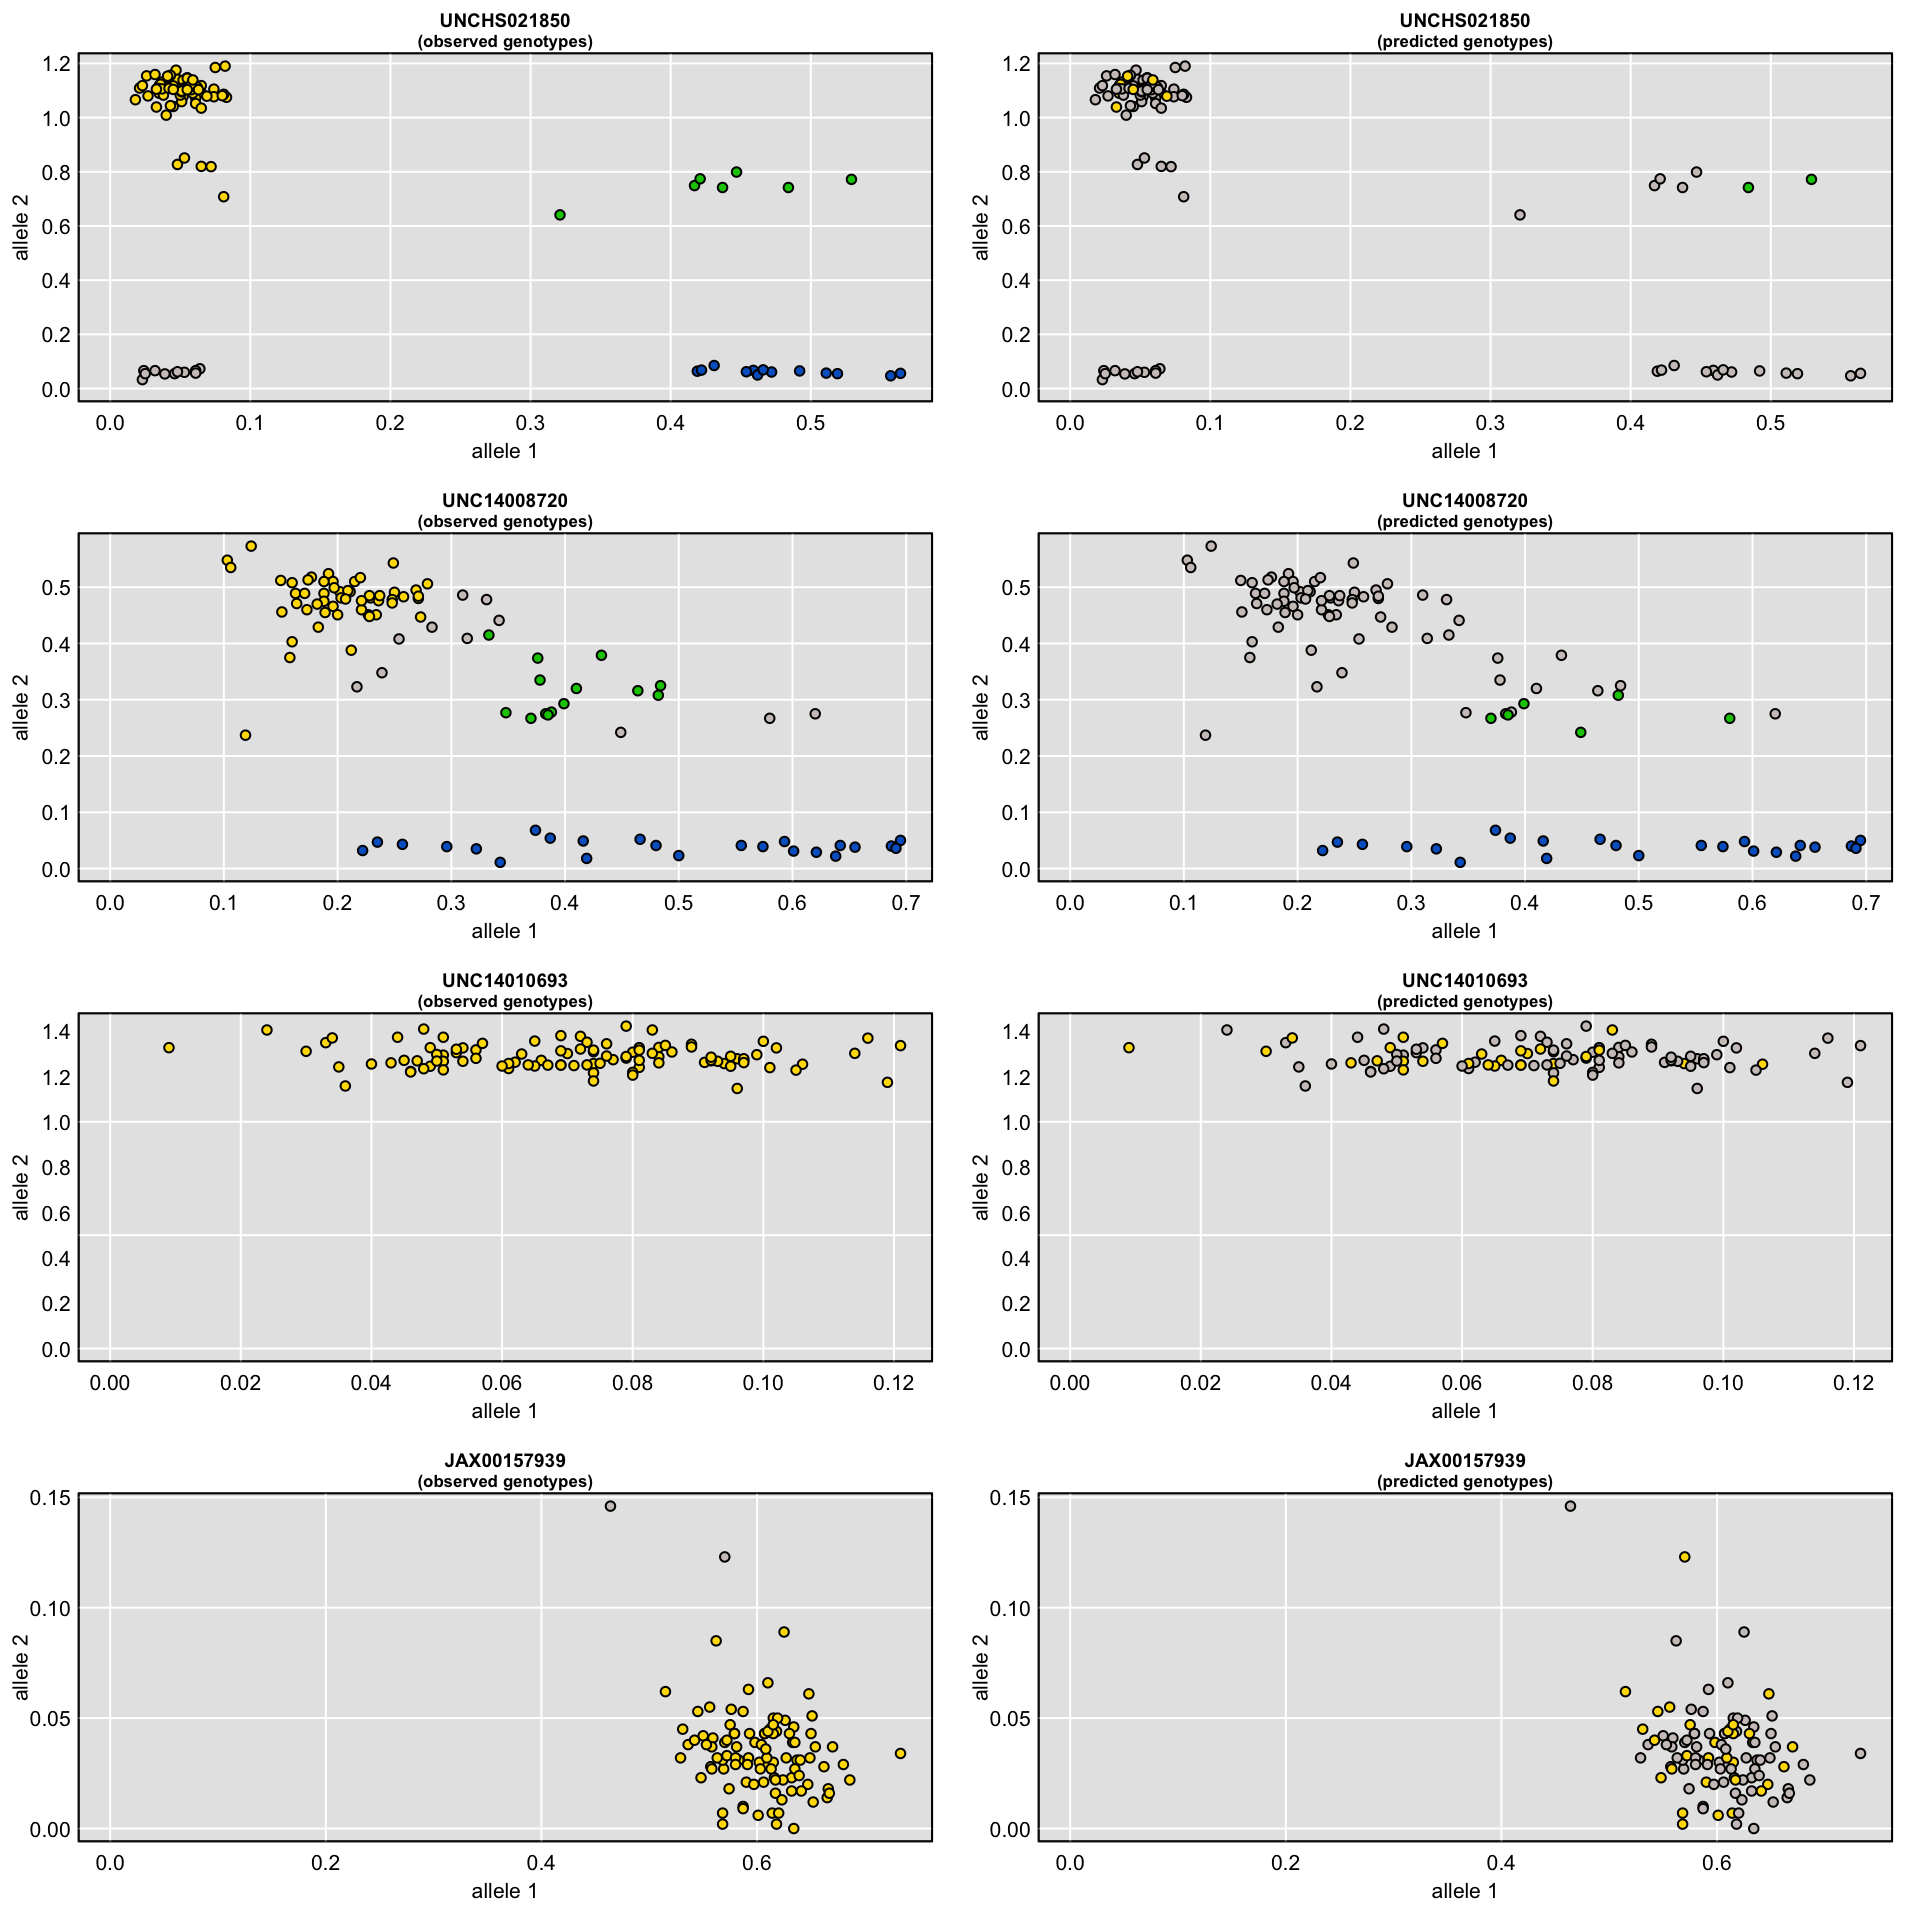 UNCHS021850
(observed genotypes)
1.2
1.0
0.8
0.6
0.4
0.2
0.0
allele 2
0.0 0.1 0.2 0.3 0.4 0.5
allele 1
UNCHS021850
(predicted genotypes)
1.2
1.0
0.8
0.6
0.4
0.2
0.0
allele 2
0.0 0.1 0.2 0.3 0.4 0.5
allele 1
UNC14008720
(observed genotypes)
0.5
0.4
0.3
0.2
0.1
0.0
allele 2
0.0 0.1 0.2 0.3 0.4 0.5 0.6 0.7
allele 1
UNC14008720
(predicted genotypes)
0.5
0.4
0.3
0.2
0.1
0.0
allele 2
0.0 0.1 0.2 0.3 0.4 0.5 0.6 0.7
allele 1
UNC14010693
(observed genotypes)
1.4
1.2
1.0
0.8
0.6
0.4
0.2
0.0
allele 2
0.00 0.02 0.04 0.06 0.08 0.10 0.12
allele 1
UNC14010693
(predicted genotypes)
1.4
1.2
1.0
0.8
0.6
0.4
0.2
0.0
allele 2
0.00 0.02 0.04 0.06 0.08 0.10 0.12
allele 1
JAX00157939
(observed genotypes)
0.15
0.10
0.05
0.00
allele 2
0.0 0.2 0.4 0.6
allele 1
JAX00157939
(predicted genotypes)
0.15
0.10
0.05
0.00
allele 2
0.0 0.2 0.4 0.6
allele 1